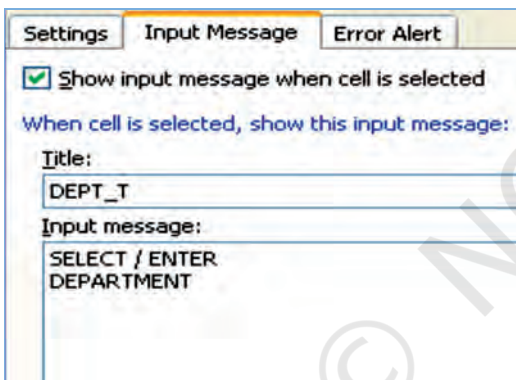 Settings Input Message Error Alert
Show input message when cell is selected
When cell is selected, show this input message:
Title:
DEPT_T
Input message:
SELECT / ENTER
DEPARTMENT
© N